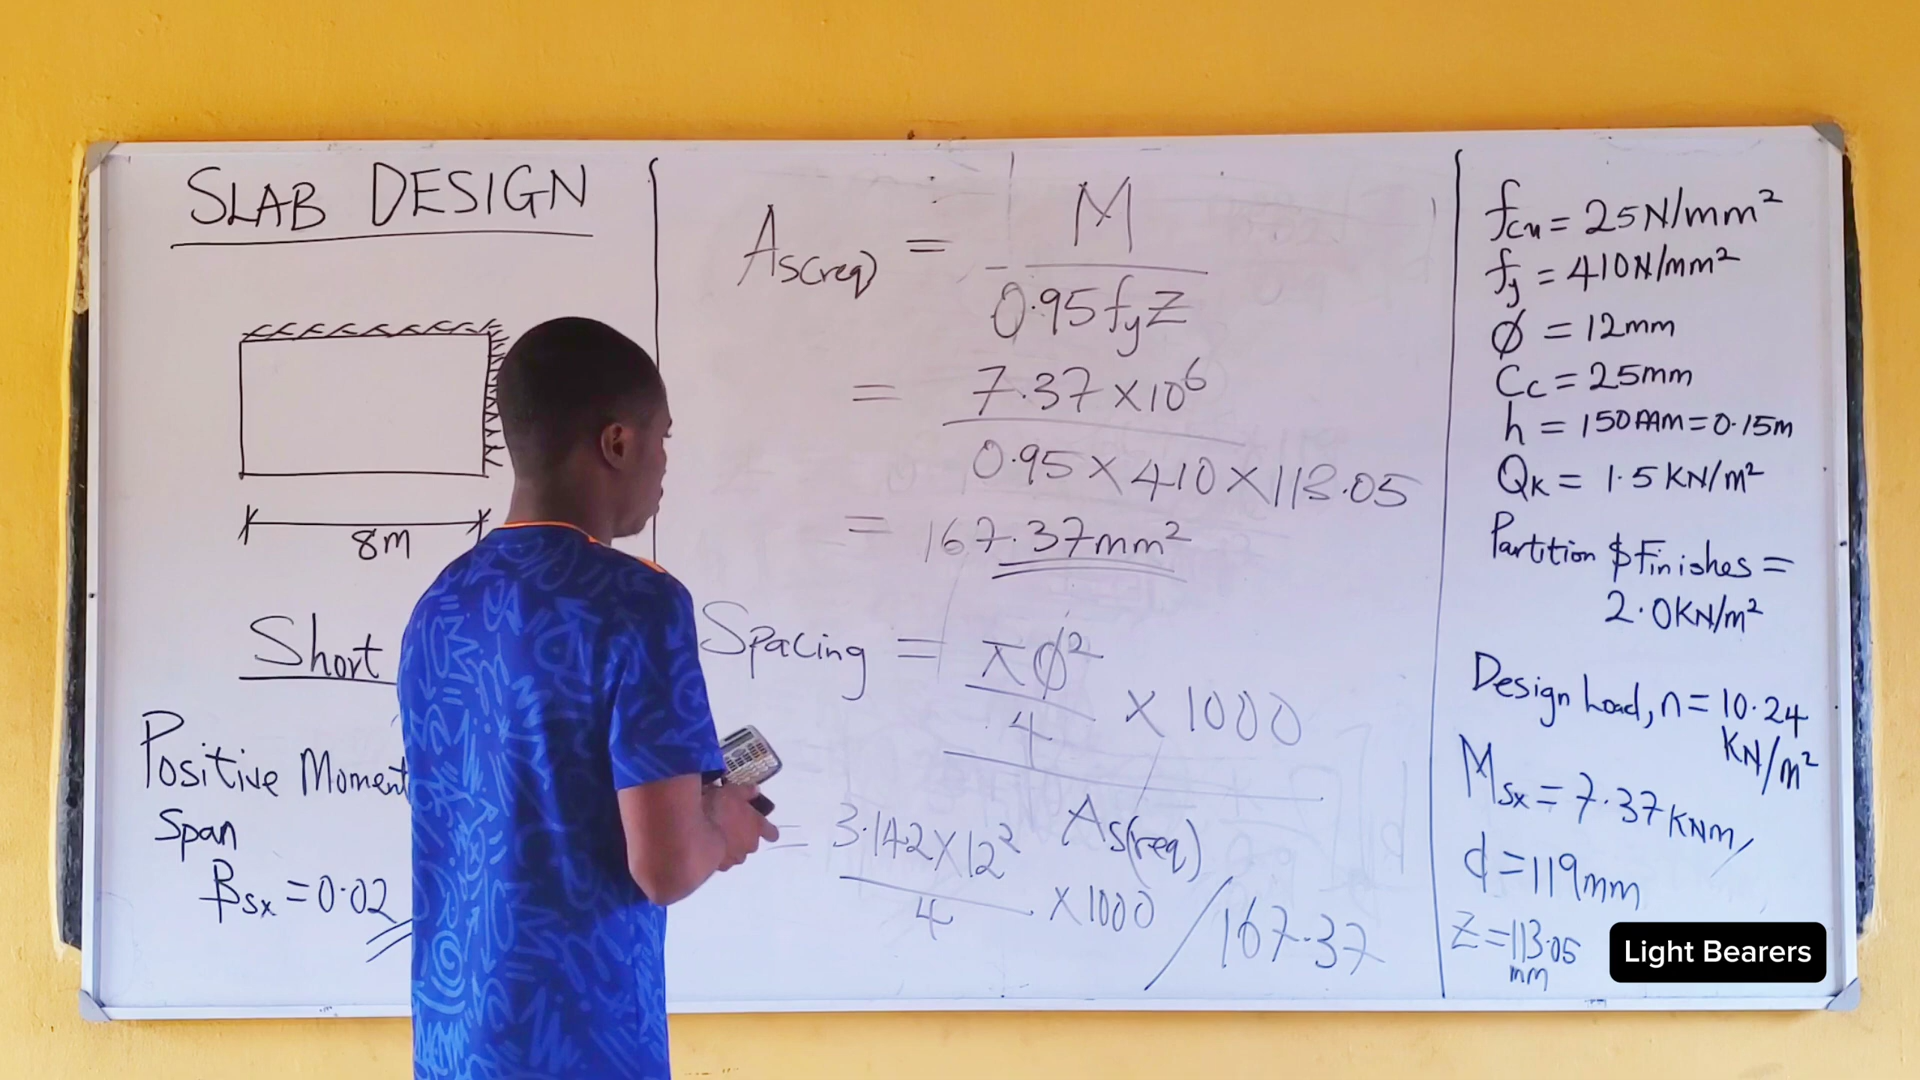 SLAB DESIGN
8m
Short
Positive Moment
Span
βsx = 0.02
As(req) = M
0.95fyZ
= 7.37 × 10⁶
0.95 × 410 × 113.05
= 167.37mm²
Spacing = πϕ² × 1000
4
As(req)
= 3.142 × 12² × 1000 / 167.37
4
fcu = 25N/mm²
fy = 410N/mm²
ϕ = 12mm
Cc = 25mm
h = 150mm = 0.15m
QK = 1.5KN/m²
Partition $ Finishes =
2.0KN/m²
Design Load, n = 10.24
KN/m²
Msx = 7.37KNm/
d = 119mm
Z = 113.05
mm
Light Bearers